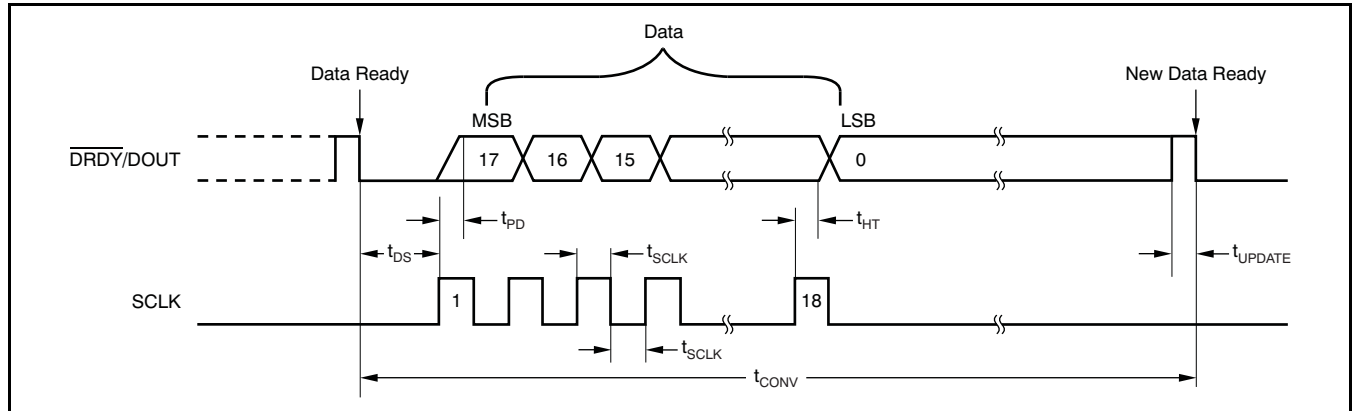 Data
Data Ready
New Data Ready
MSB
LSB
DRDY/DOUT
17
16
15
0
tPD
tHT
tDS
tSCLK
tUPDATE
SCLK
1
18
tSCLK
tCONV